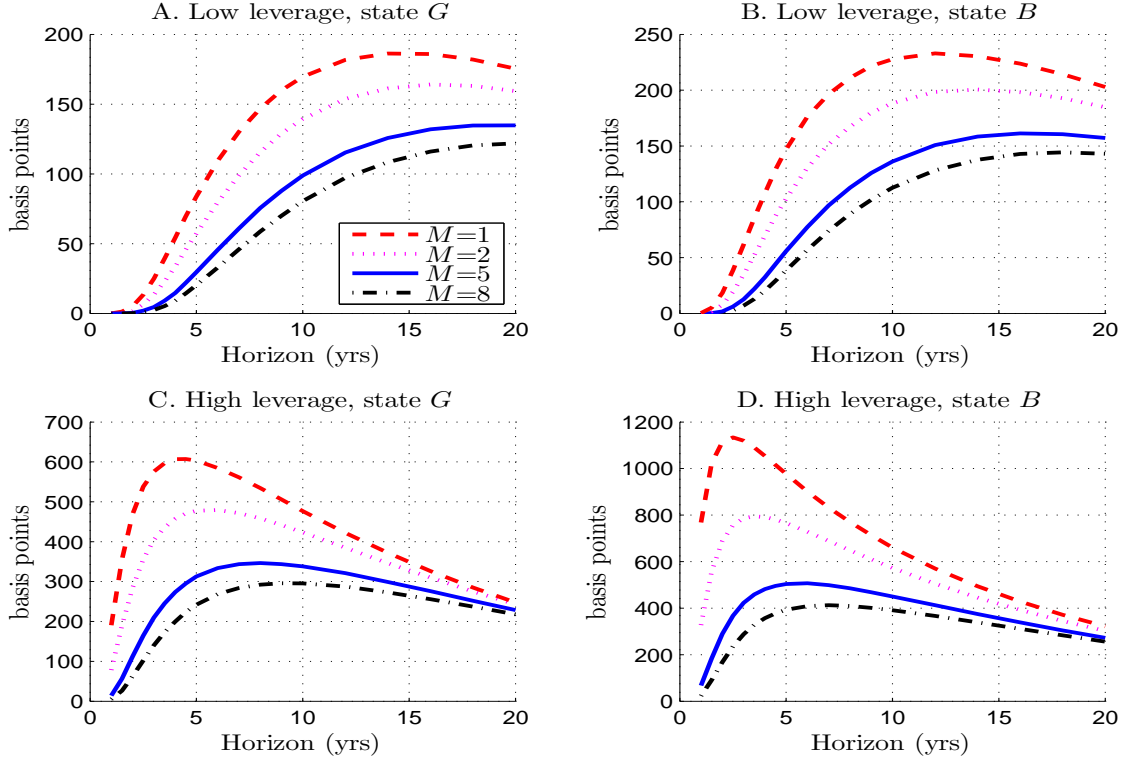 A. Low leverage, state G
200
150
100
50
0
basis points
0 5 10 15 20
Horizon (yrs)
M=1
M=2
M=5
M=8
B. Low leverage, state B
250
200
150
100
50
0
basis points
0 5 10 15 20
Horizon (yrs)
C. High leverage, state G
700
600
500
400
300
200
100
0
basis points
0 5 10 15 20
Horizon (yrs)
D. High leverage, state B
1200
1000
800
600
400
200
0
basis points
0 5 10 15 20
Horizon (yrs)